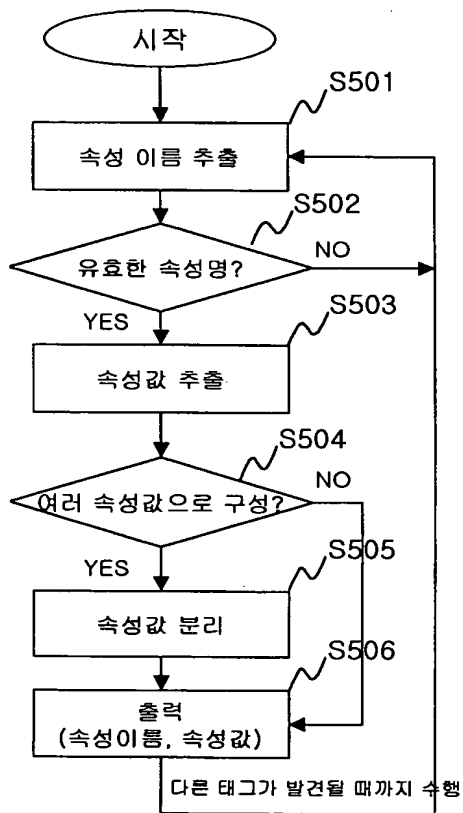 시작
S501
속성 이름 추출
S502
유효한 속성명?
NO
YES
S503
속성값 추출
S504
여러 속성값으로 구성?
NO
YES
S505
속성값 분리
S506
출력
(속성이름, 속성값)
다른 태그가 발견될 때까지 수행